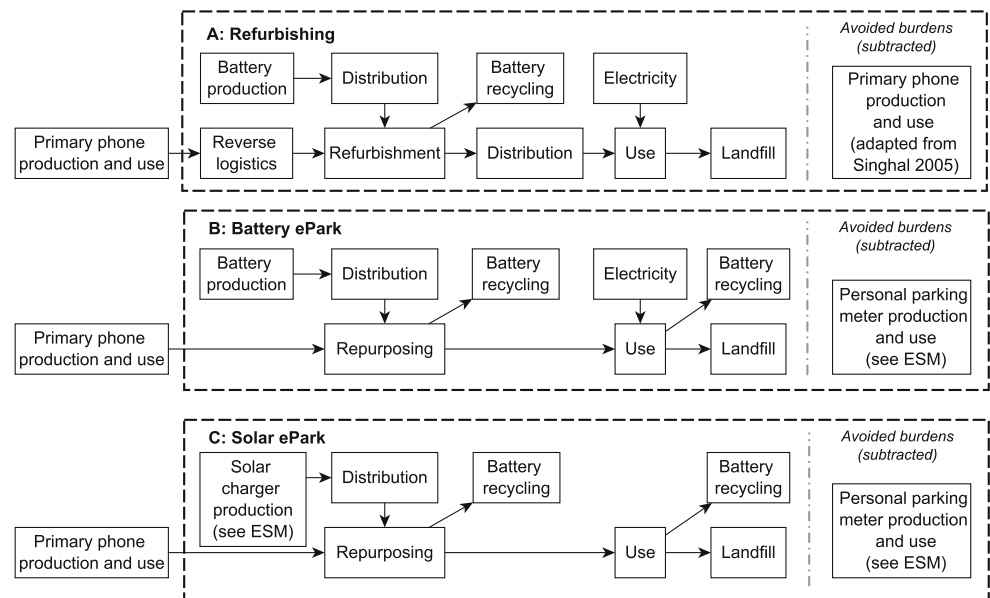 A: Refurbishing
Avoided burdens
(subtracted)
Battery
production
Distribution
Battery
recycling
Electricity
Primary phone
production and use
Reverse
logistics
Refurbishment
Distribution
Use
Landfill
Primary phone
production
and use
(adapted from
Singhal 2005)
B: Battery ePark
Avoided burdens
(subtracted)
Battery
production
Distribution
Battery
recycling
Electricity
Battery
recycling
Primary phone
production and use
Repurposing
Use
Landfill
Personal parking
meter production
and use
(see ESM)
C: Solar ePark
Avoided burdens
(subtracted)
Solar
charger
production
(see ESM)
Distribution
Battery
recycling
Battery
recycling
Primary phone
production and use
Repurposing
Use
Landfill
Personal parking
meter production
and use
(see ESM)